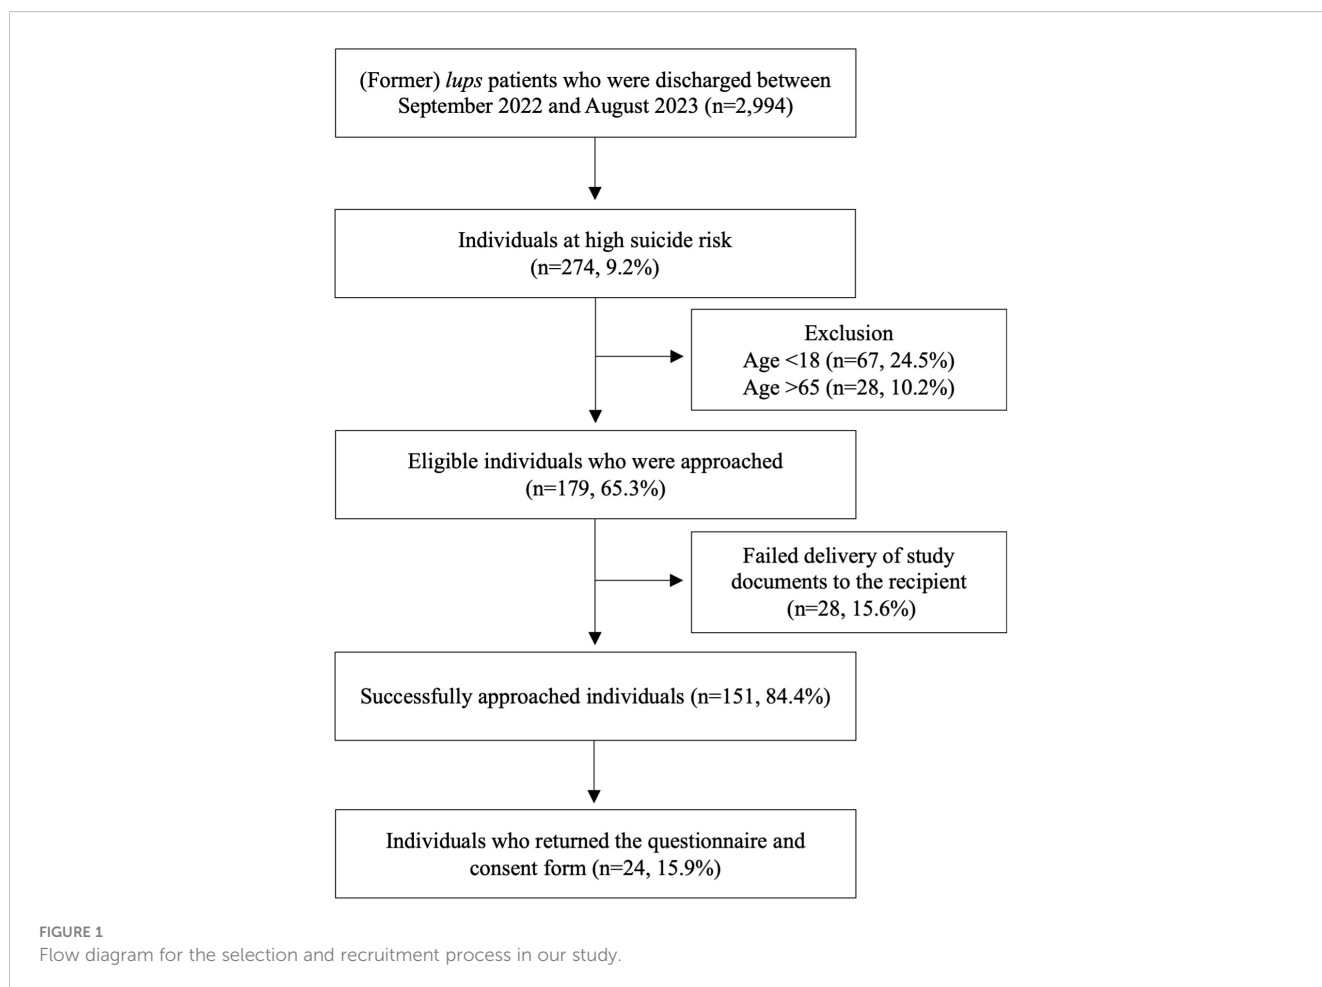 (Former) lups patients who were discharged between
September 2022 and August 2023 (n=2,994)
Individuals at high suicide risk
(n=274, 9.2%)
Exclusion
Age <18 (n=67, 24.5%)
Age >65 (n=28, 10.2%)
Eligible individuals who were approached
(n=179, 65.3%)
Failed delivery of study
documents to the recipient
(n=28, 15.6%)
Successfully approached individuals (n=151, 84.4%)
Individuals who returned the questionnaire and
consent form (n=24, 15.9%)
FIGURE 1
Flow diagram for the selection and recruitment process in our study.